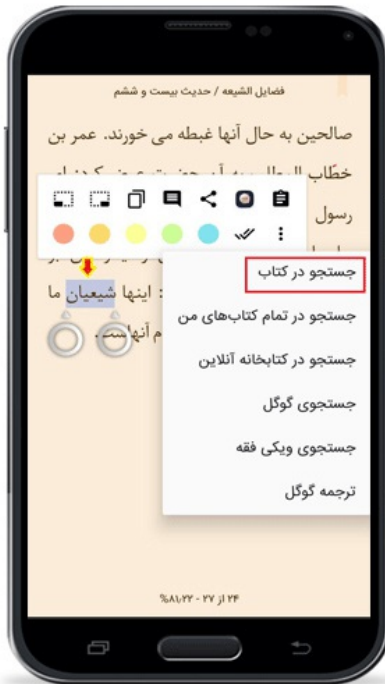 فضایل الشیعه / حدیث بیست و ششم
صالحین به حال آنها غبطه می خورند. عمر بن
خطّاب
رسول
جستجو در کتاب
: اینها شیعیان ما
جستجو در تمام کتاب‌های من
جستجو در کتابخانه آنلاین
جستجوی گوگل
جستجوی ویکی فقه
ترجمه گوگل
۲۴ از ۲۷ - ۸۱٫۲۲%